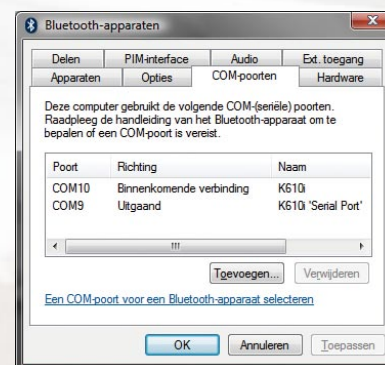 Bluetooth-apparaten
Delen PIM-interface Audio Ext. toegang
Apparaten Opties COM-poorten Hardware
Deze computer gebruikt de volgende COM-(seriële) poorten.
Raadpleeg de handleiding van het Bluetooth-apparaat om te
bepalen of een COM-poort is vereist.
Poort Richting Naam
COM10 Binnenkomende verbinding K610i
COM9 Uitgaand K610i 'Serial Port'
Toevoegen... Verwijderen
Een COM-poort voor een Bluetooth-apparaat selecteren
OK Annuleren Toepassen